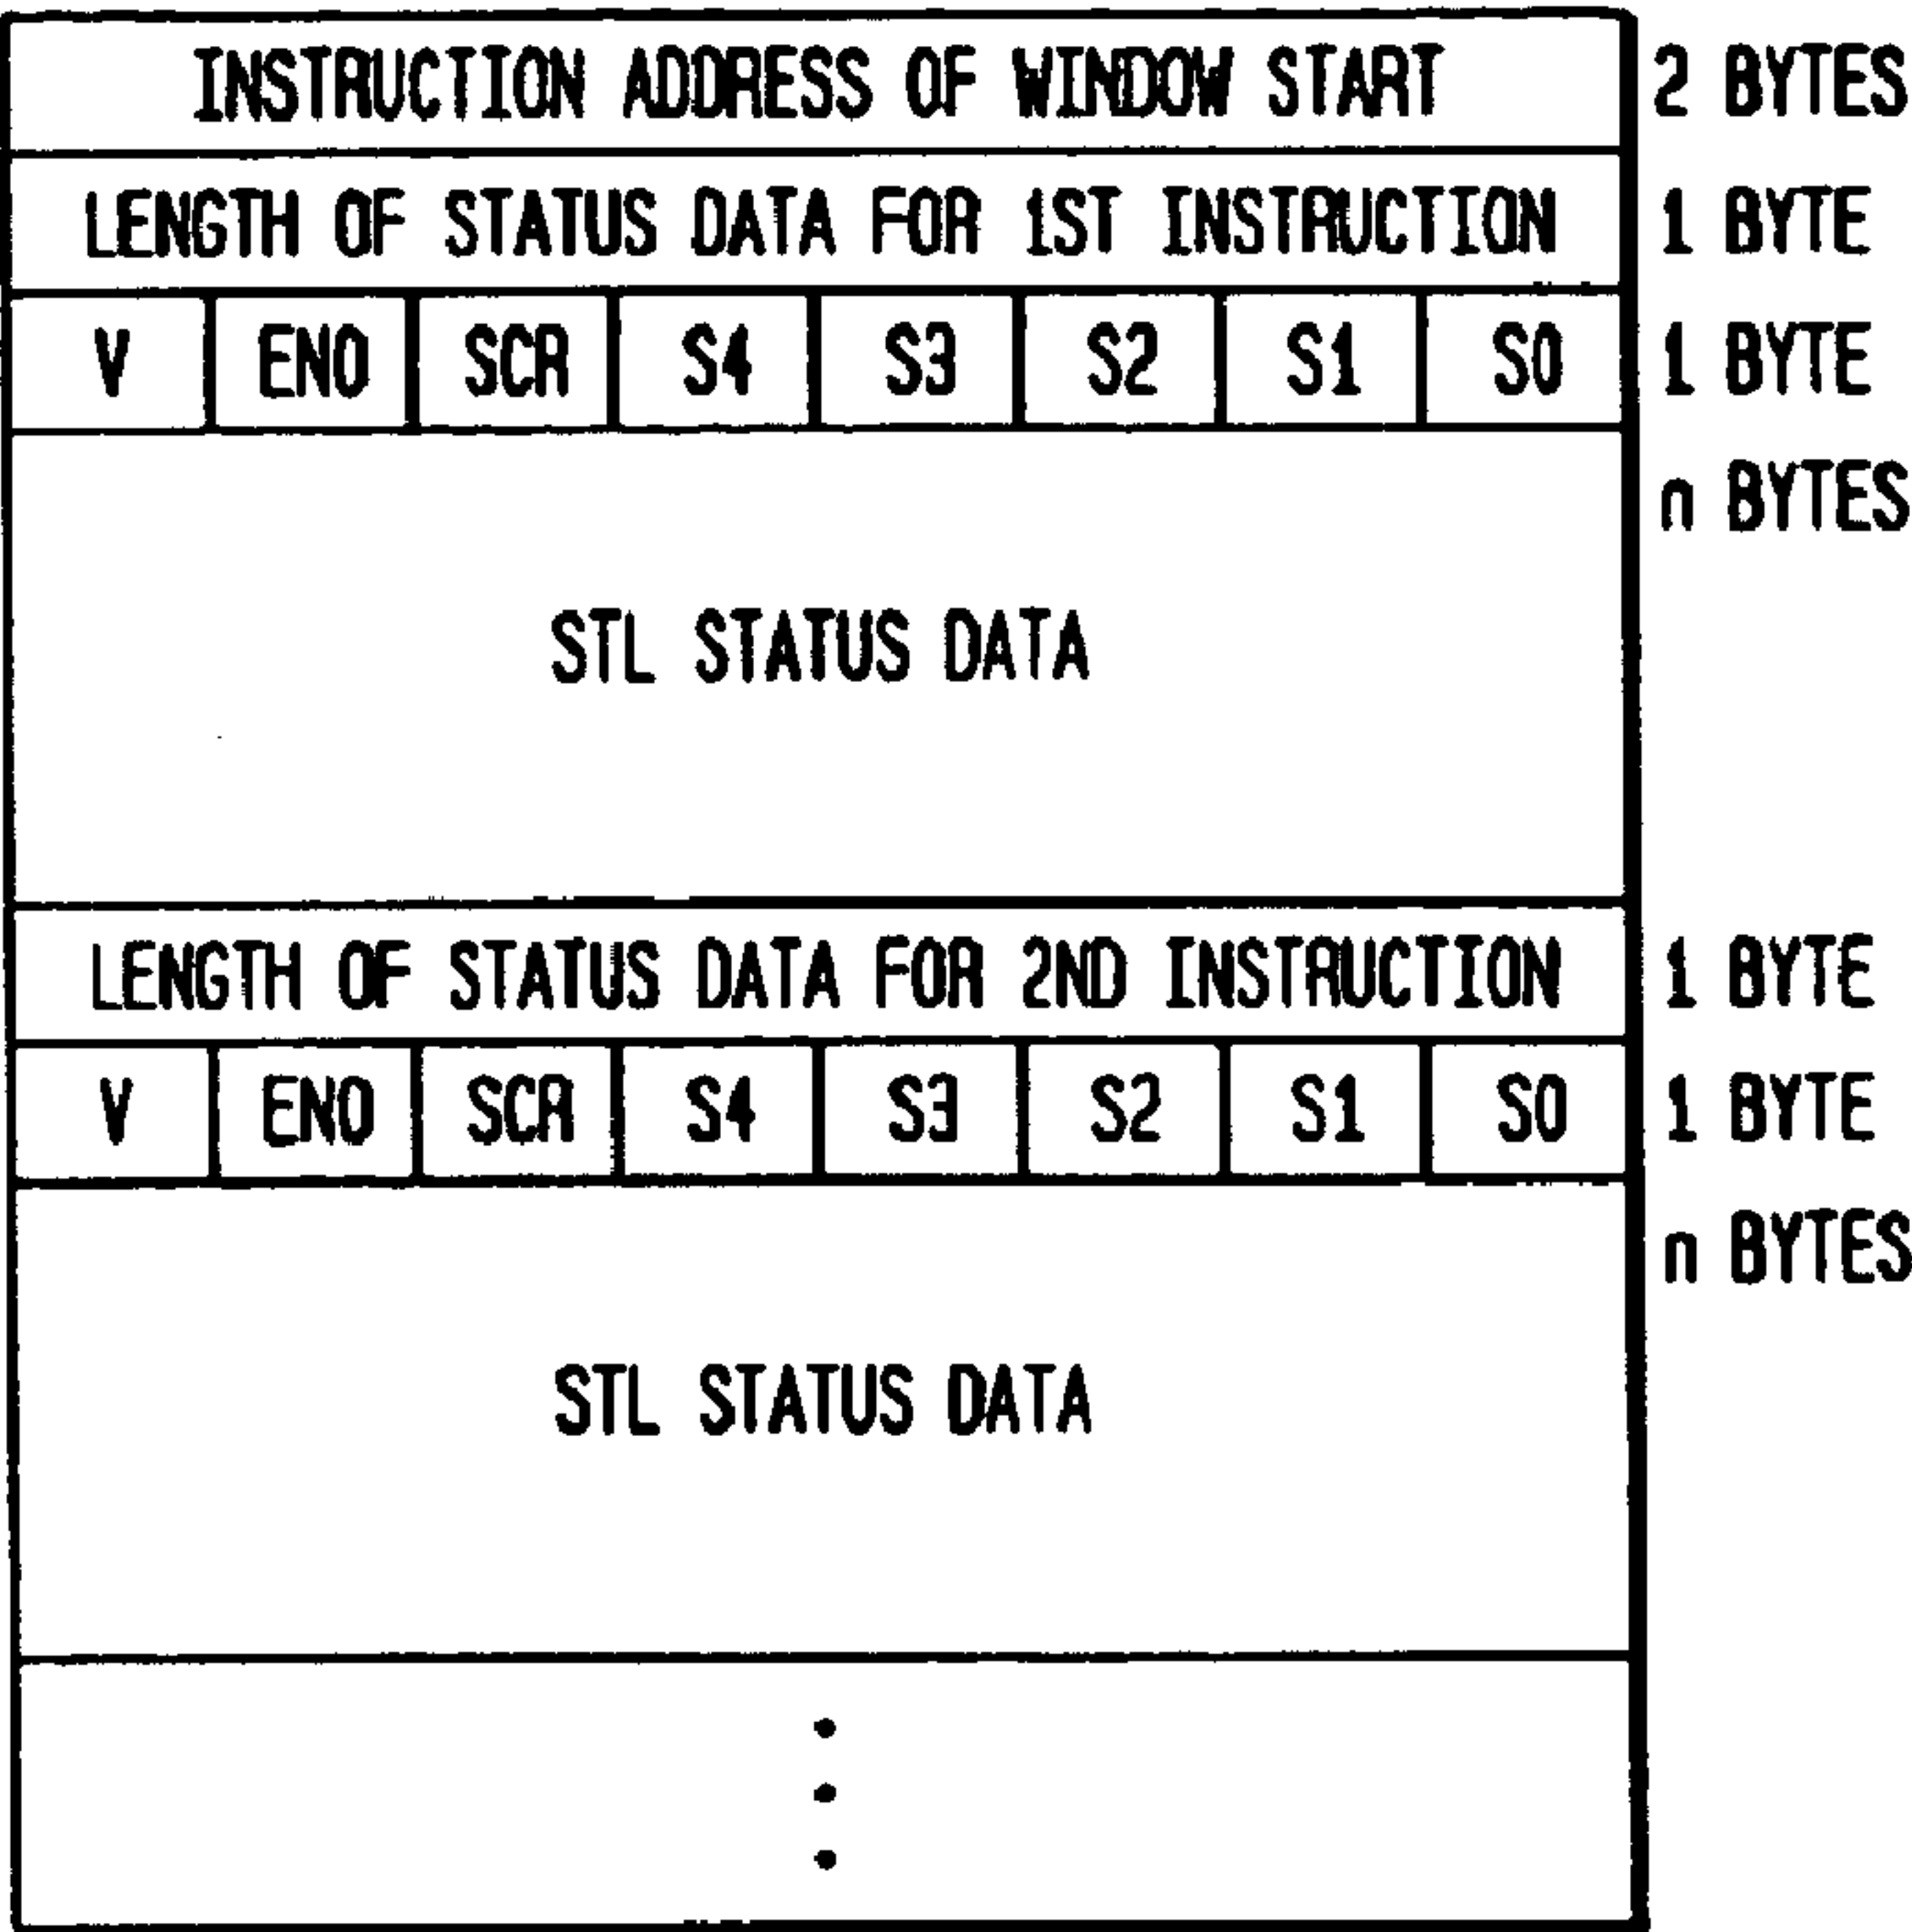 INSTRUCTION ADDRESS OF WINDOW START 2 BYTES
LENGTH OF STATUS DATA FOR 1ST INSTRUCTION 1 BYTE
V ENO SCR S4 S3 S2 S1 S0 1 BYTE
n BYTES
STL STATUS DATA
LENGTH OF STATUS DATA FOR 2ND INSTRUCTION 1 BYTE
V ENO SCR S4 S3 S2 S1 S0 1 BYTE
n BYTES
STL STATUS DATA